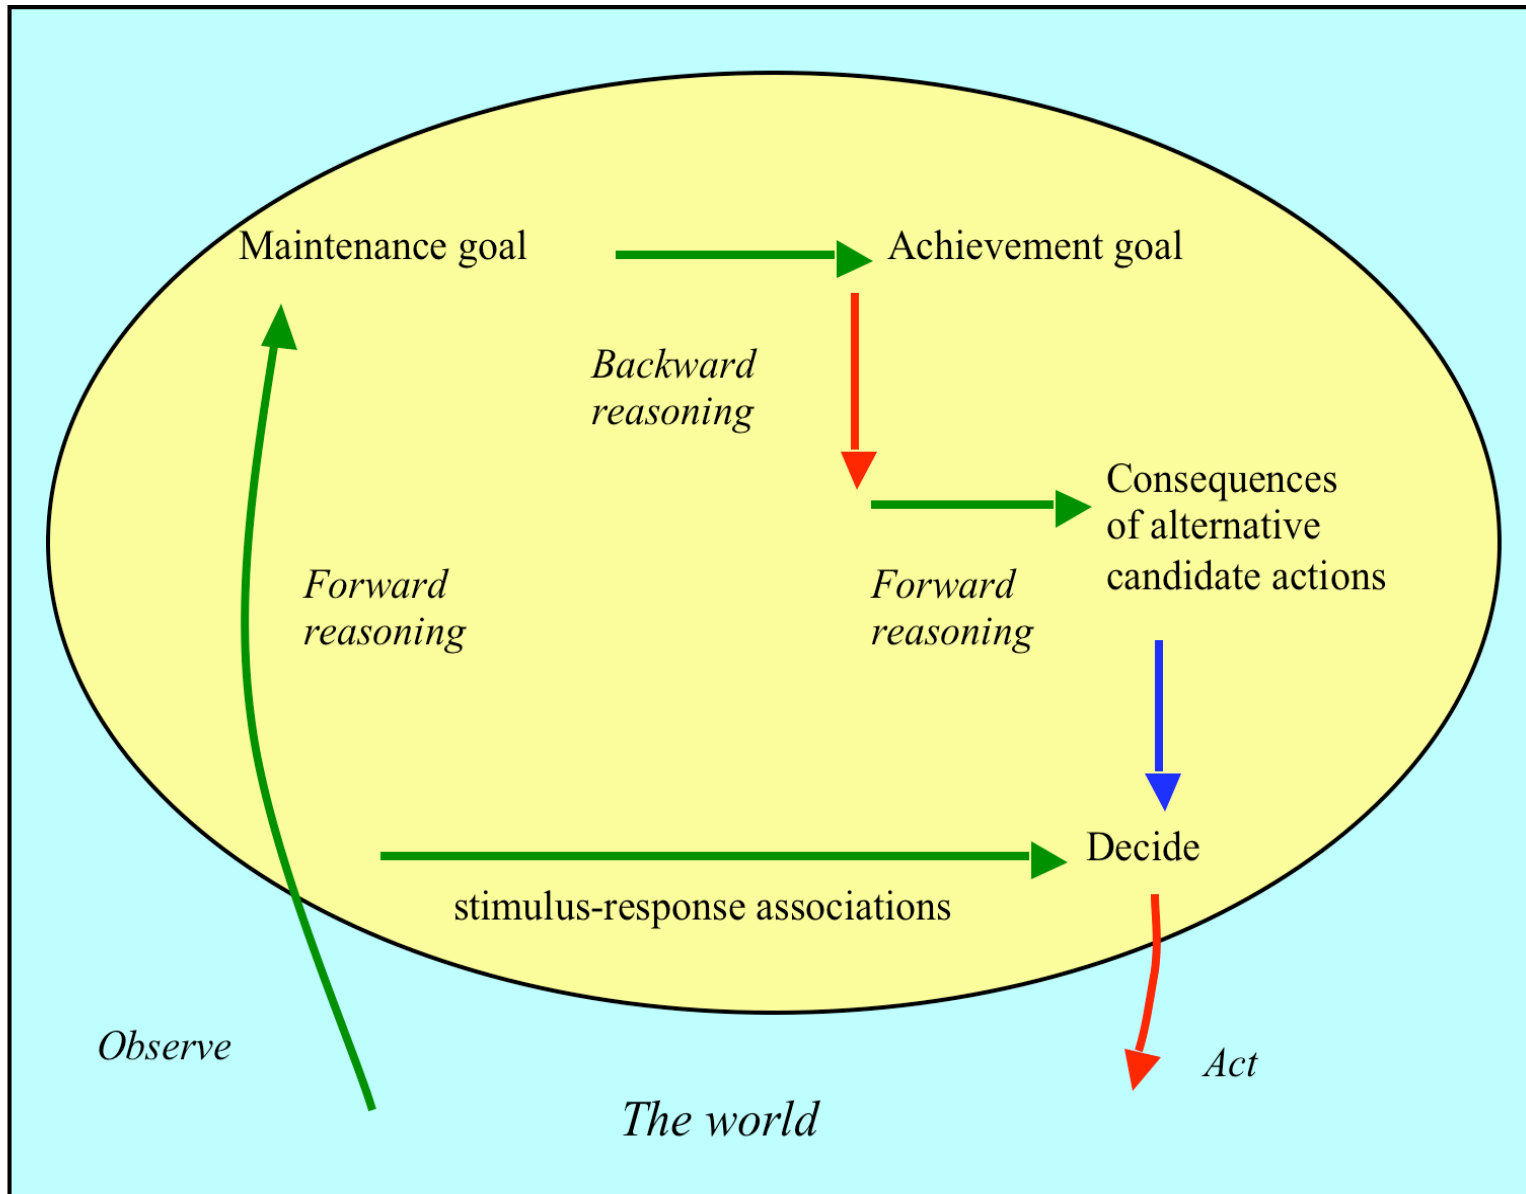 Maintenance goal
Achievement goal
Backward
reasoning
Consequences
of alternative
candidate actions
Forward
reasoning
Forward
reasoning
Decide
stimulus-response associations
Observe
Act
The world